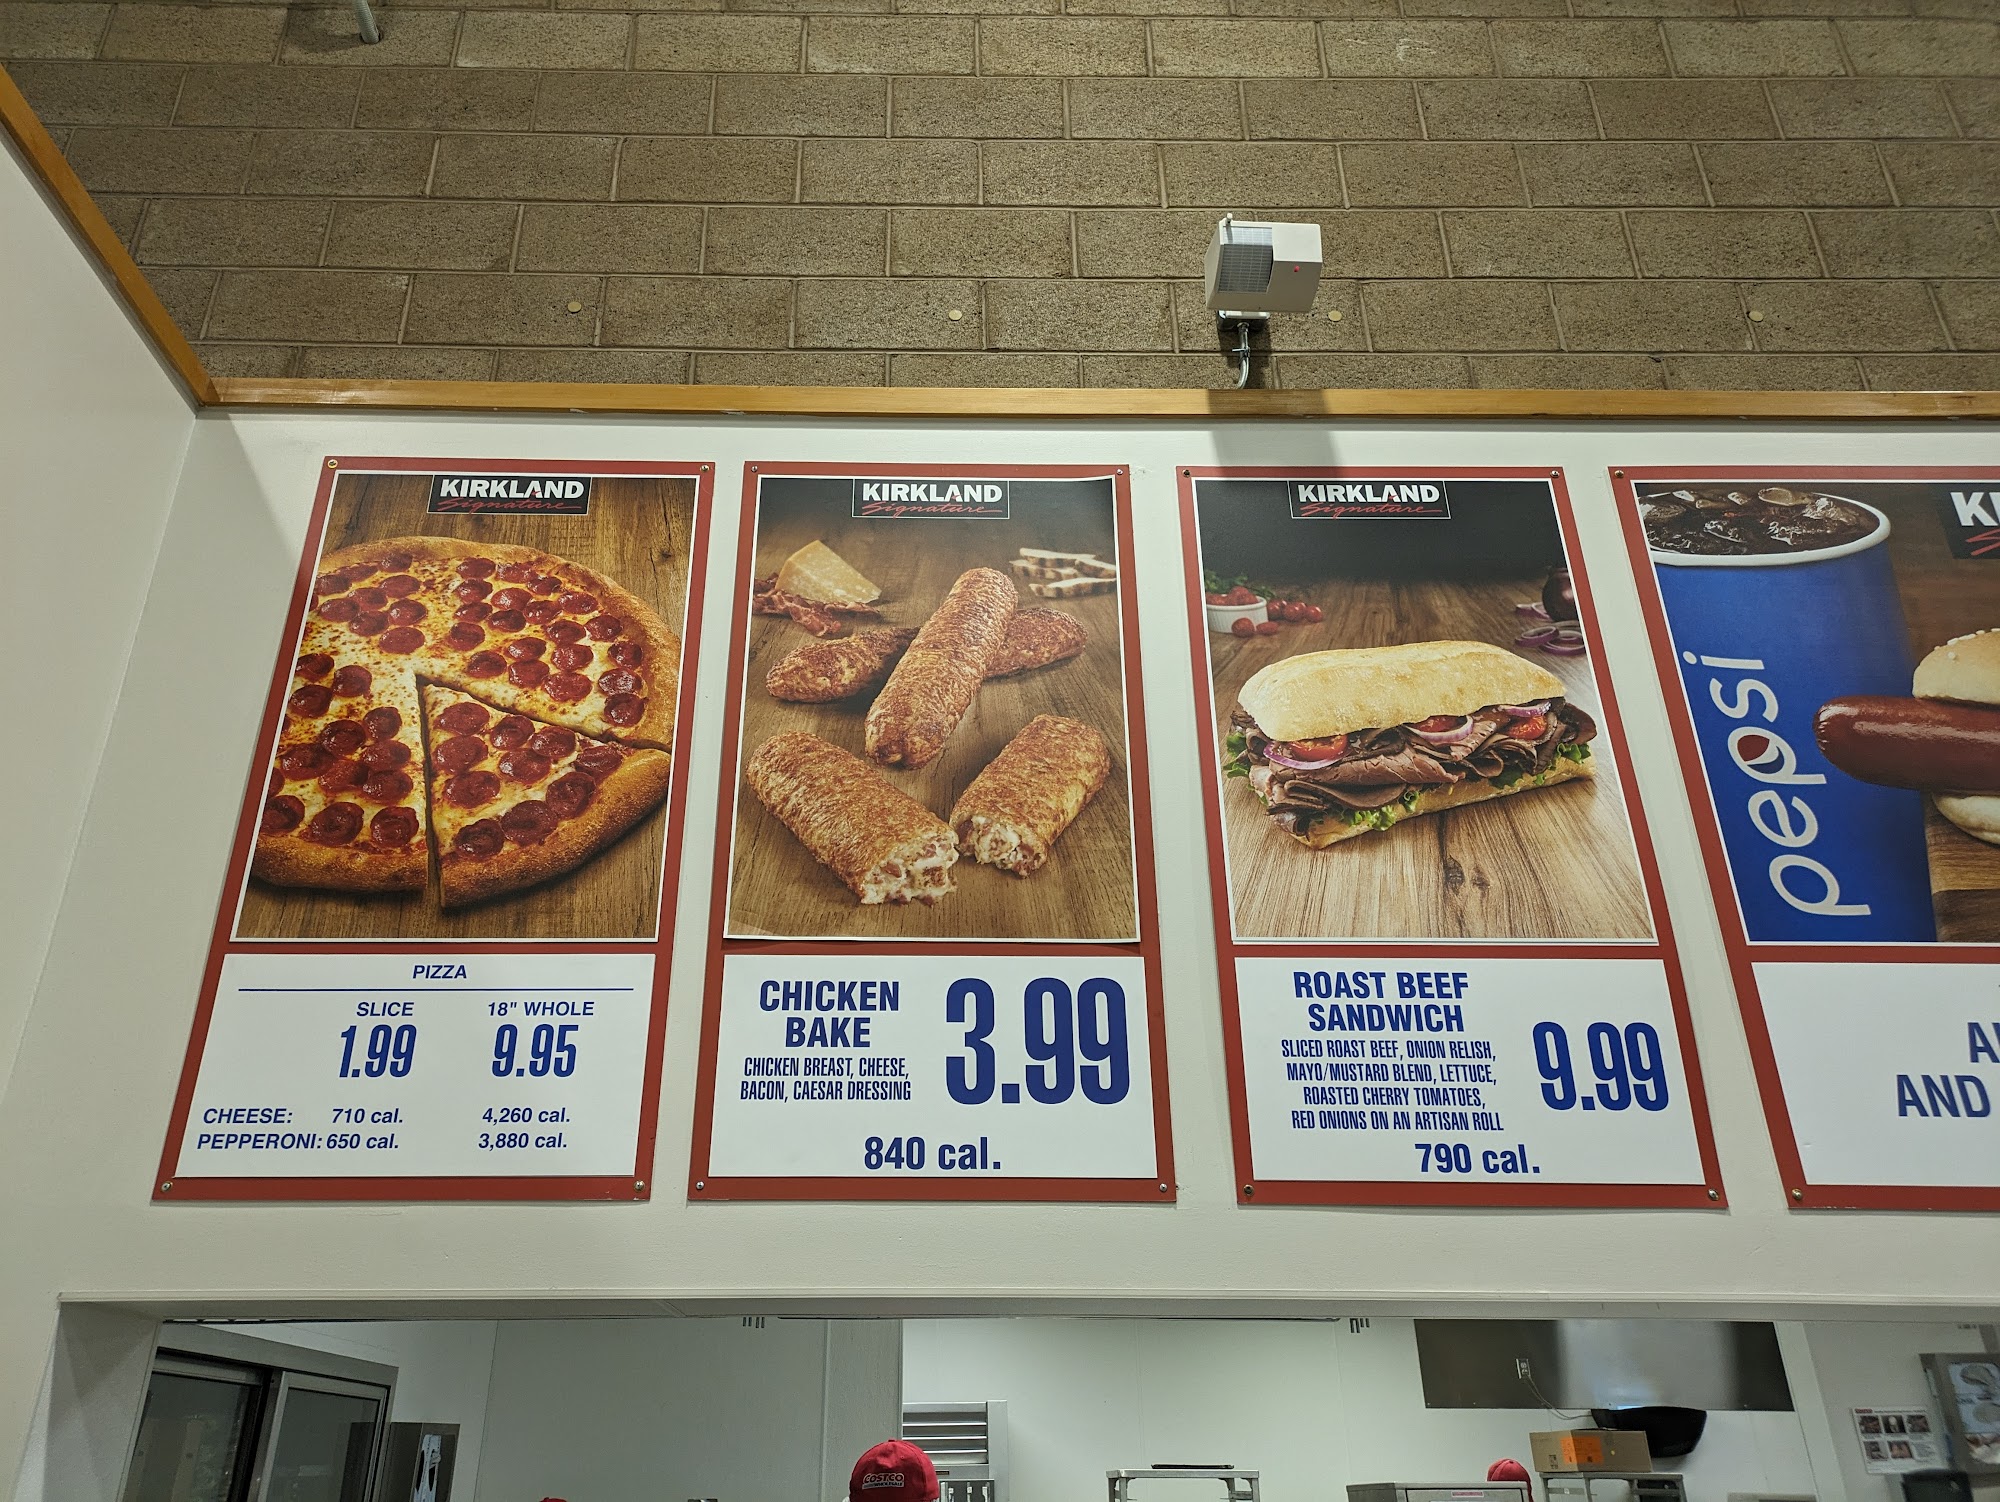 KIRKLAND
Signature
PIZZA
SLICE 18" WHOLE
1.99 9.95
CHEESE: 710 cal. 4,260 cal.
PEPPERONI: 650 cal. 3,880 cal.
KIRKLAND
Signature
CHICKEN
BAKE
CHICKEN BREAST, CHEESE,
BACON, CAESAR DRESSING
3.99
840 cal.
KIRKLAND
Signature
ROAST BEEF
SANDWICH
SLICED ROAST BEEF, ONION RELISH,
MAYO/MUSTARD BLEND, LETTUCE,
ROASTED CHERRY TOMATOES,
RED ONIONS ON AN ARTISAN ROLL
9.99
790 cal.
pepsi
AND
COSTCO
WHOLESALE